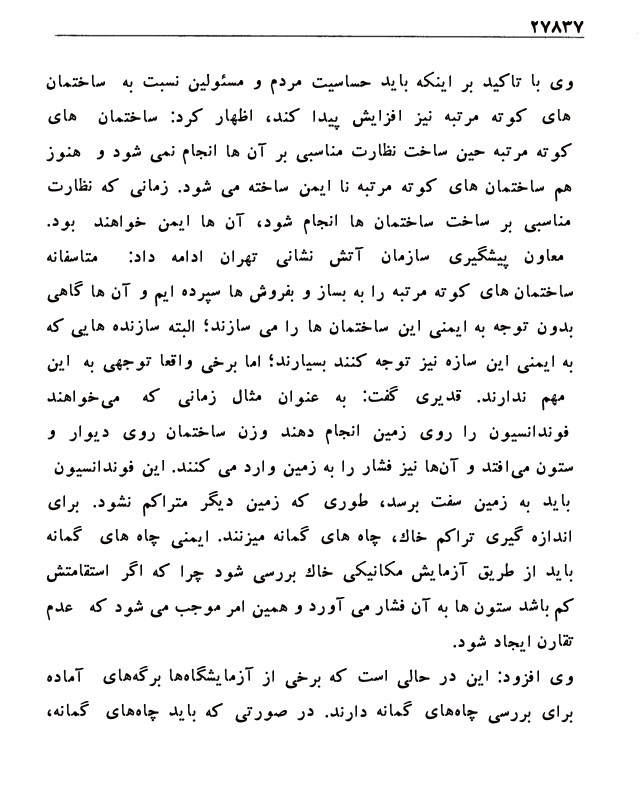 ۲۷۸۳۷
وی با تاکید بر اینکه باید حساسیت مردم و مسئولین نسبت به ساختمان
های کوته مرتبه نیز افزایش پیدا کند، اظهار کرد: ساختمان های
کوته مرتبه حین ساخت نظارت مناسبی بر آن ها انجام نمی شود و هنوز
هم ساختمان های کوته مرتبه نا ایمن ساخته می شود. زمانی که نظارت
مناسبی بر ساخت ساختمان ها انجام شود، آن ها ایمن خواهند بود.
معاون پیشگیری سازمان آتش نشانی تهران ادامه داد: متاسفانه
ساختمان های کوته مرتبه را به بساز و بفروش ها سپرده ایم و آن ها گاهی
بدون توجه به ایمنی این ساختمان ها را می سازند؛ البته سازنده هایی که
به ایمنی این سازه نیز توجه کنند بسیارند؛ اما برخی واقعا توجهی به این
مهم ندارند. قدیری گفت: به عنوان مثال زمانی که می‌خواهند
فونداسیون را روی زمین انجام دهند وزن ساختمان روی دیوار و
ستون می‌افتد و آن‌ها نیز فشار را به زمین وارد می کنند. این فونداسیون
باید به زمین سفت برسد، طوری که زمین دیگر متراکم نشود. برای
اندازه گیری تراکم خاك، چاه های گمانه میزنند. ایمنی چاه های گمانه
باید از طریق آزمایش مکانیکی خاك بررسی شود چرا که اگر استقامتش
کم باشد ستون ها به آن فشار می آورد و همین امر موجب می شود که عدم
تقارن ایجاد شود.
وی افزود: این در حالی است که برخی از آزمایشگاه‌ها برگه‌های آماده
برای بررسی چاه‌های گمانه دارند. در صورتی که باید چاه‌های گمانه،